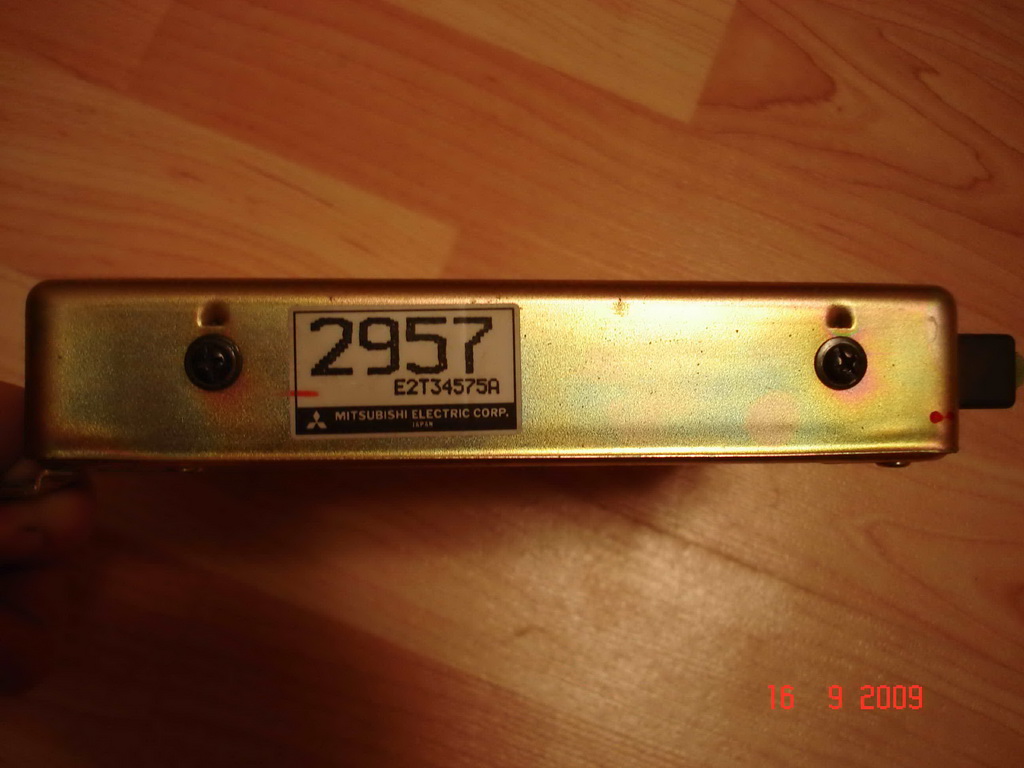 2957
E2T34575A
MITSUBISHI ELECTRIC CORP.
JAPAN
16 9 2009